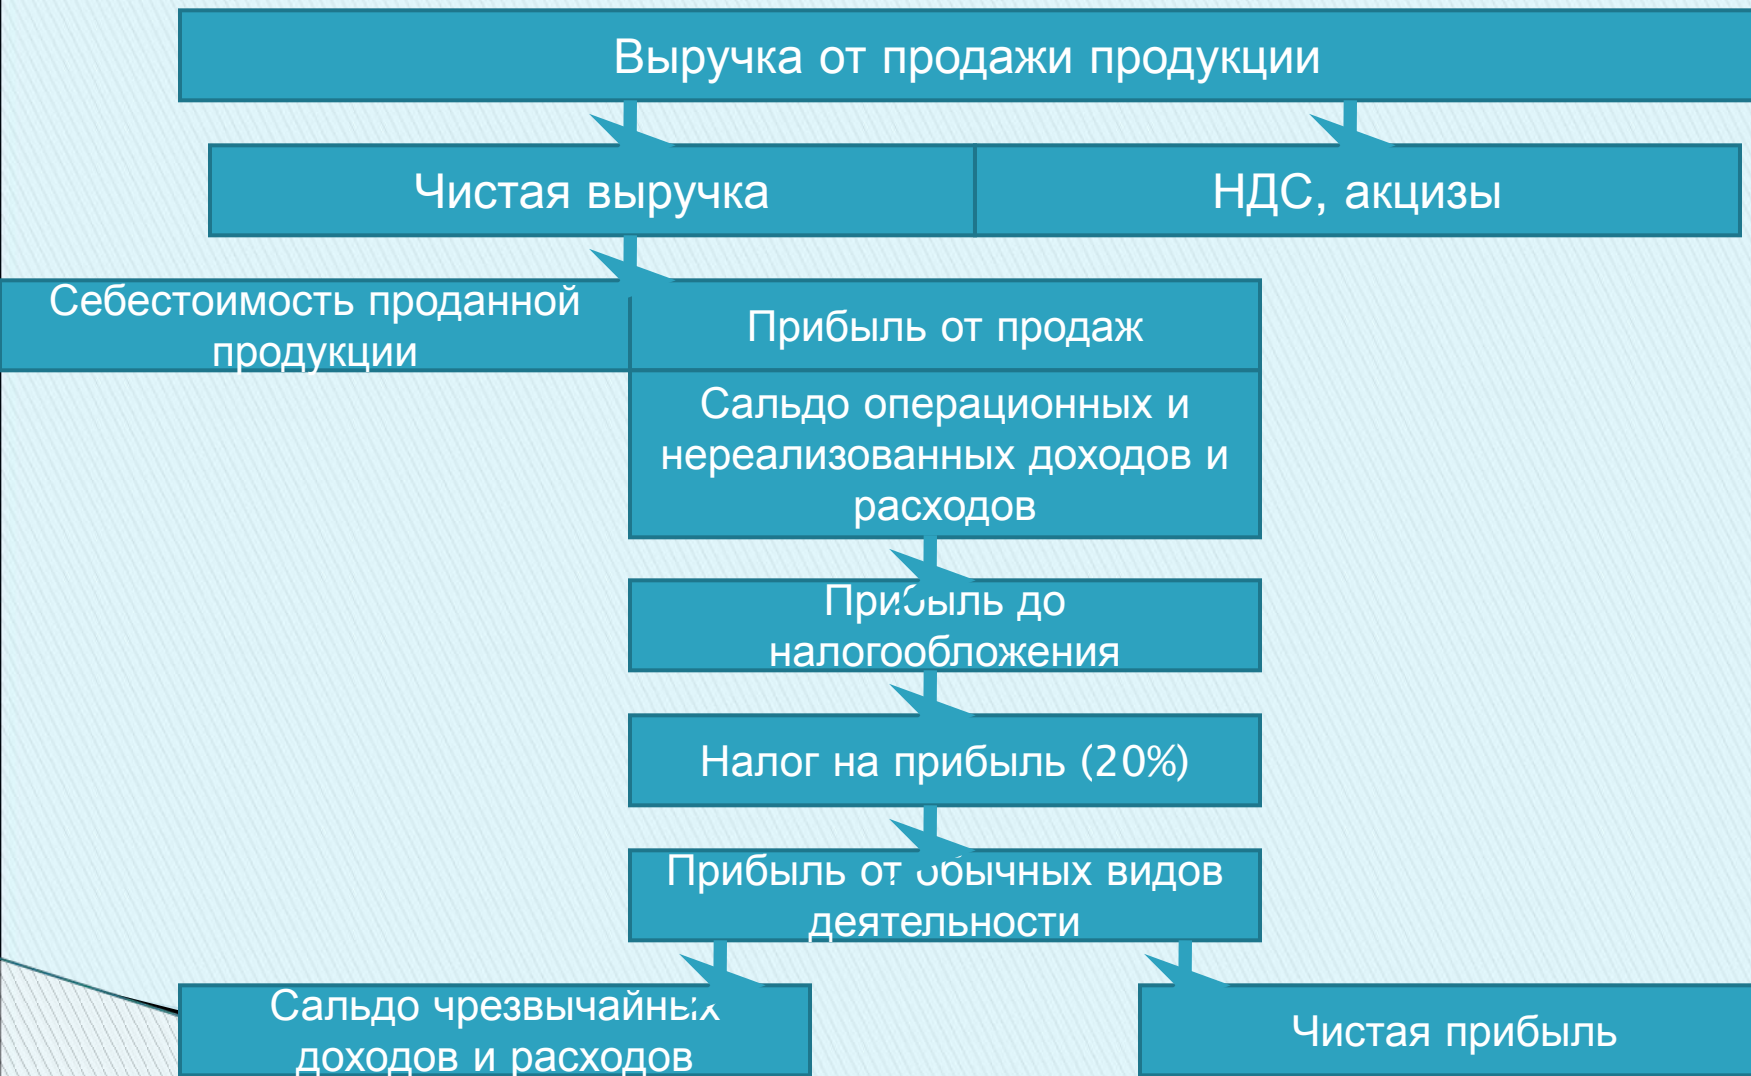 Выручка от продажи продукции
Чистая выручка
НДС, акцизы
Себестоимость проданной
продукции
Прибыль от продаж
Сальдо операционных и
нереализованных доходов и
расходов
Прибыль до
налогообложения
Налог на прибыль (20%)
Прибыль от обычных видов
деятельности
Сальдо чрезвычайных
доходов и расходов
Чистая прибыль